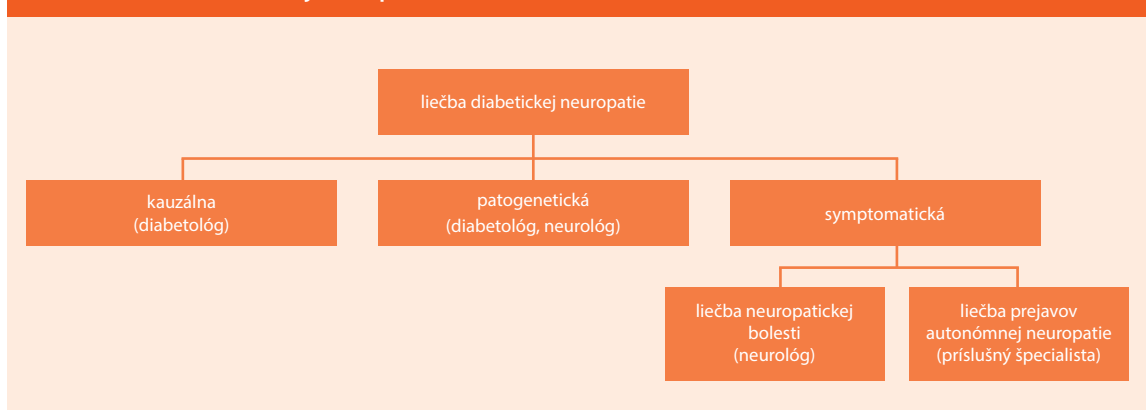 liečba diabetickej neuropatie
kauzálna
(diabetológ)
patogenetická
(diabetológ, neurológ)
symptomatická
liečba neuropatickej
bolesti
(neurológ)
liečba prejavov
autonómnej neuropatie
(príslušný špecialista)